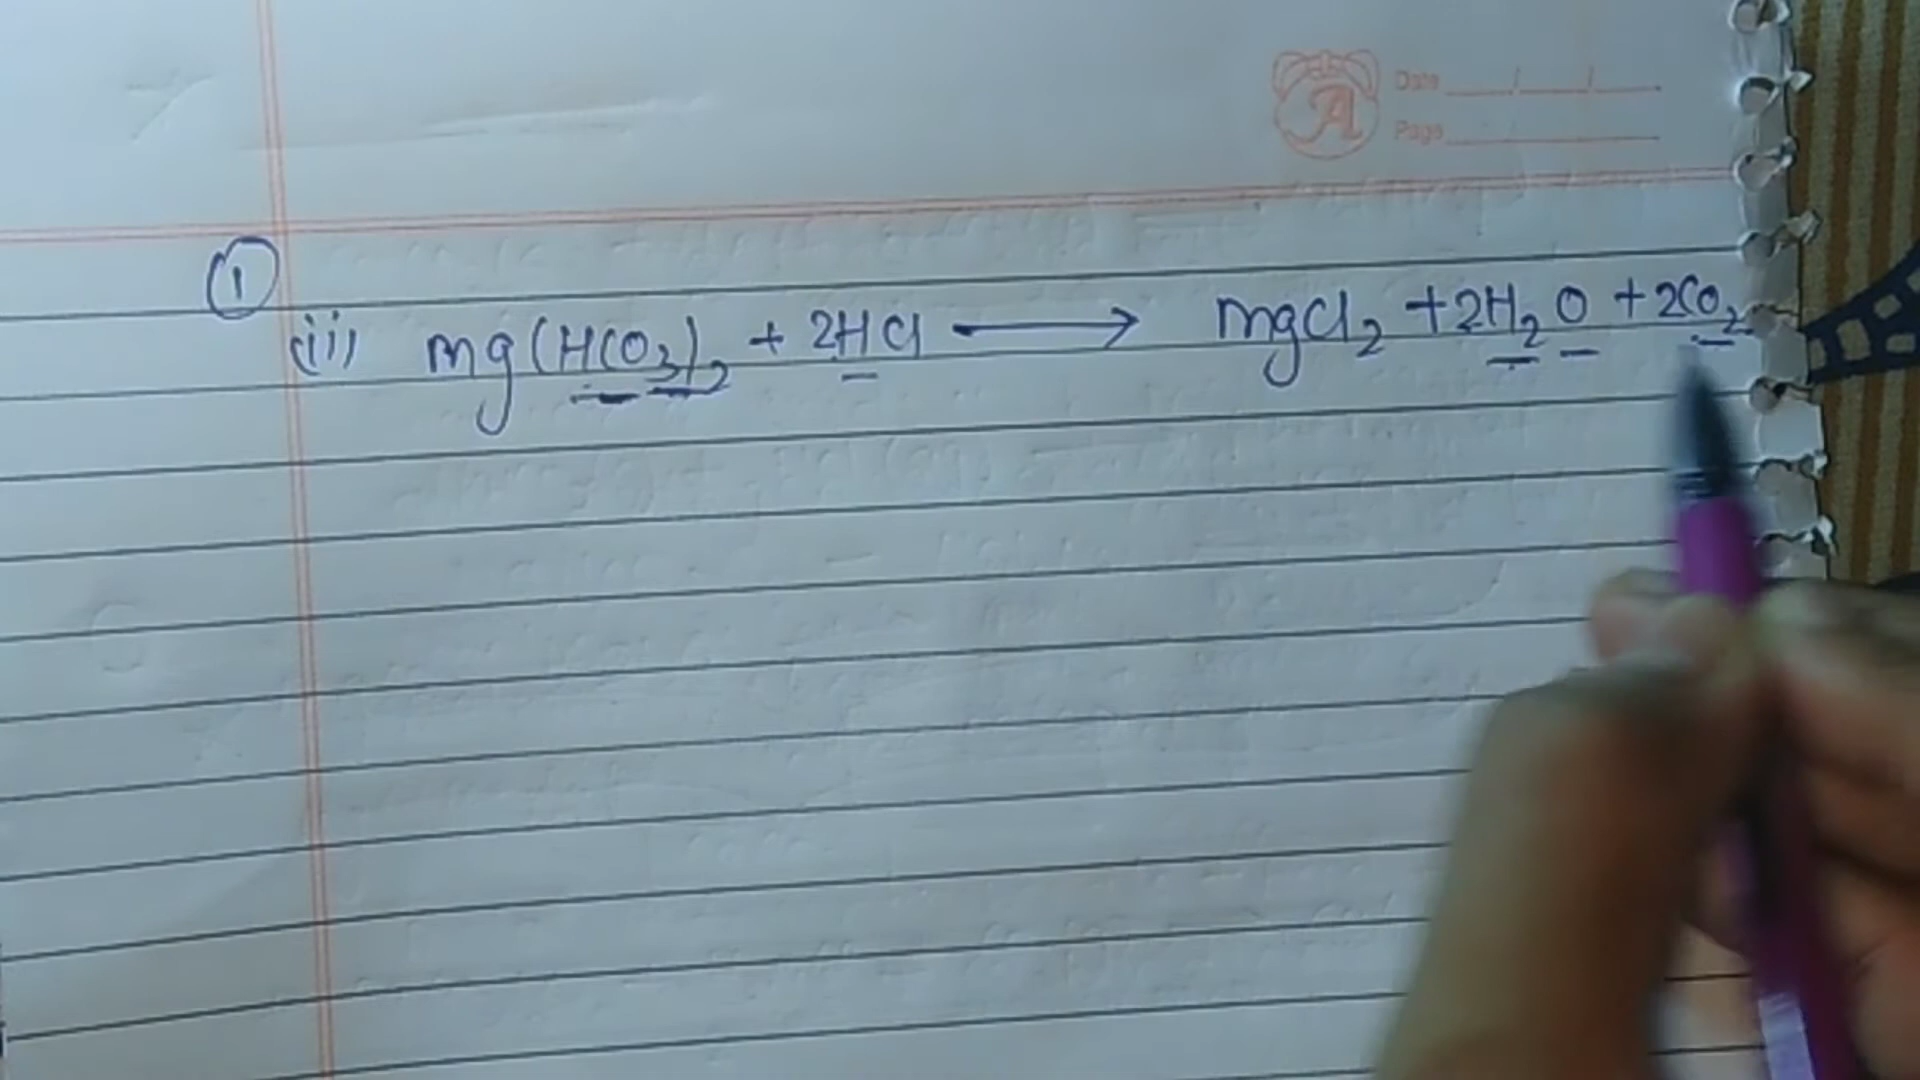 Date
Page
①
(ii) mg(HCO3)2 + 2HCl ⟶ mgCl2 + 2H2O + 2CO2